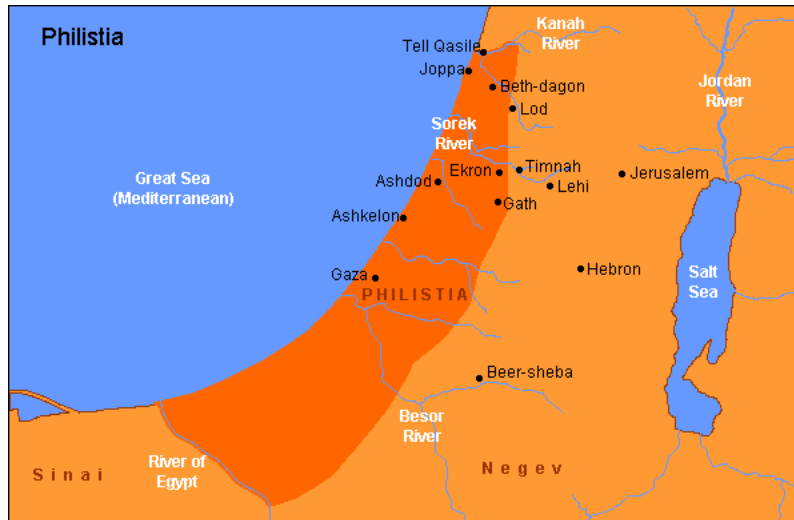 Philistia
Kanah
River
Tell Qasile
Joppa
Beth-dagon
Jordan
River
Lod
Sorek
River
Great Sea
(Mediterranean)
Ekron
Timnah
Jerusalem
Ashdod
Lehi
Gath
Ashkelon
Gaza
Hebron
Salt
Sea
PHILISTIA
Beer-sheba
Besor
River
River of
Egypt
Sinai
Negev